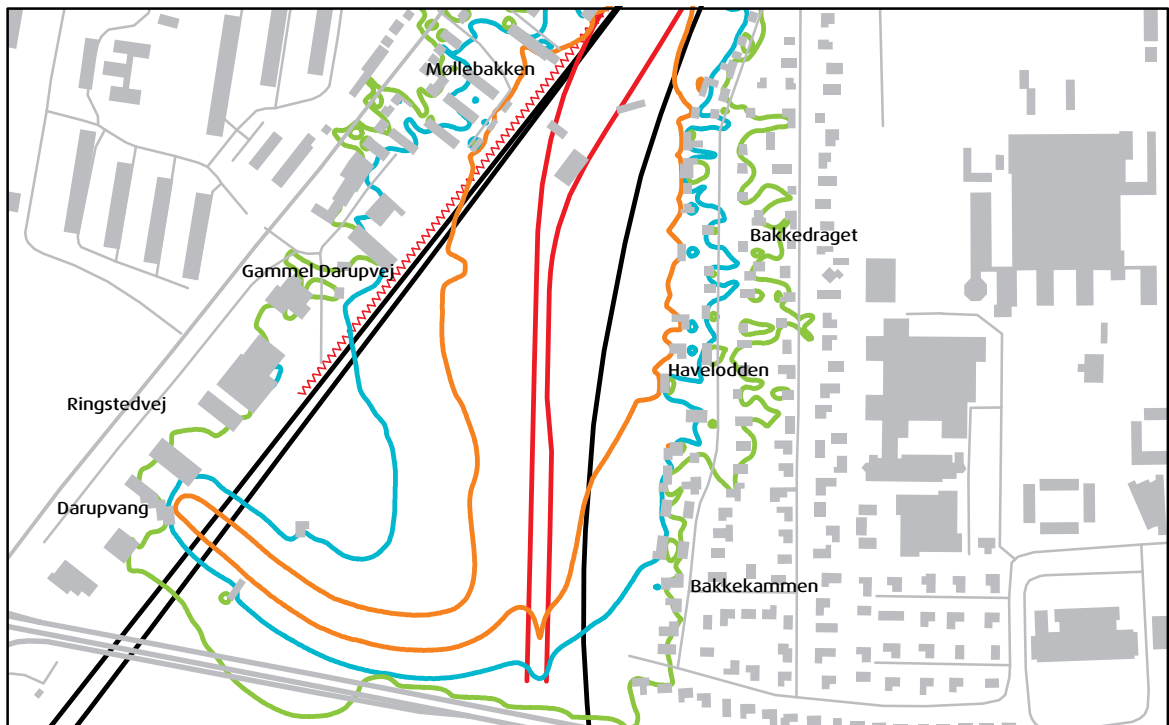 Møllebakken
Bakkedraget
Gammel Darupvej
Havelodden
Ringstedvej
Darupvang
Bakkekammen